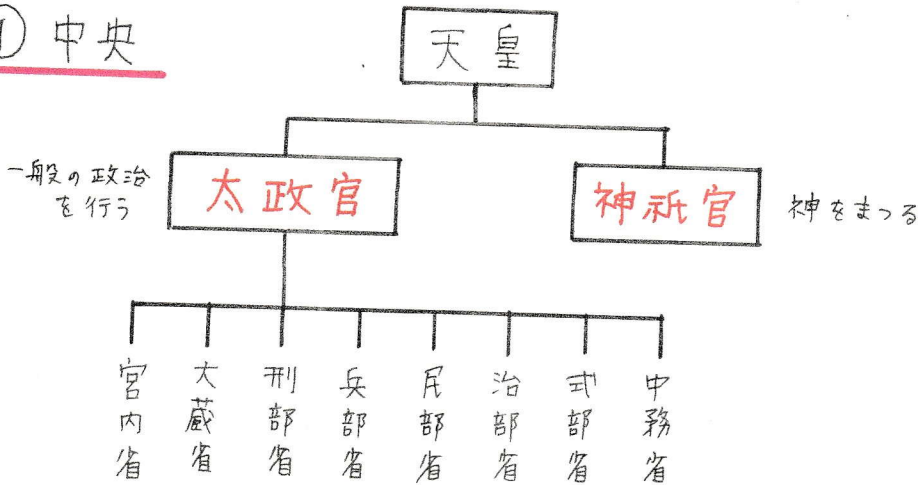 ① 中央
天皇
一般の政治
を行う
太政官
神祇官
神をまつる
宮内省
大蔵省
刑部省
兵部省
民部省
治部省
式部省
中務省